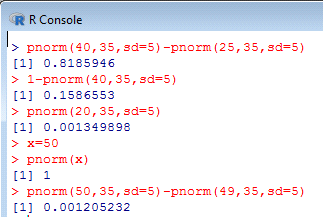 R Console
> pnorm(40,35,sd=5)-pnorm(25,35,sd=5)
[1] 0.8185946
> 1-pnorm(40,35,sd=5)
[1] 0.1586553
> pnorm(20,35,sd=5)
[1] 0.001349898
> x=50
> pnorm(x)
[1] 1
> pnorm(50,35,sd=5)-pnorm(49,35,sd=5)
[1] 0.001205232